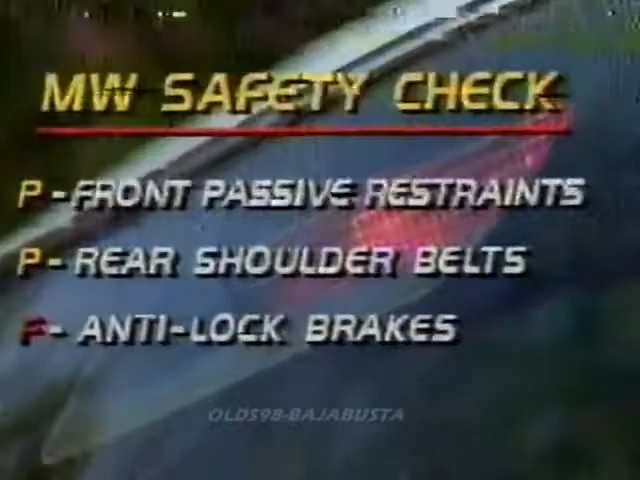 MW SAFETY CHECK
P - FRONT PASSIVE RESTRAINTS
P - REAR SHOULDER BELTS
F - ANTI-LOCK BRAKES
OLDS98-BAJABUSTA